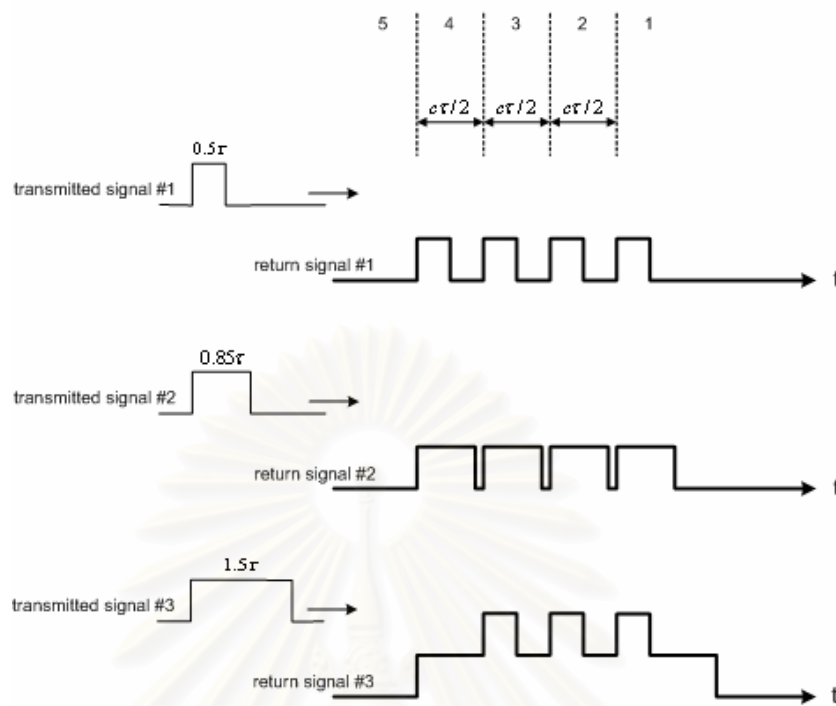 5 4 3 2 1
cτ/2 cτ/2 cτ/2
0.5τ
transmitted signal #1
return signal #1
t
0.85τ
transmitted signal #2
return signal #2
t
1.5τ
transmitted signal #3
return signal #3
t